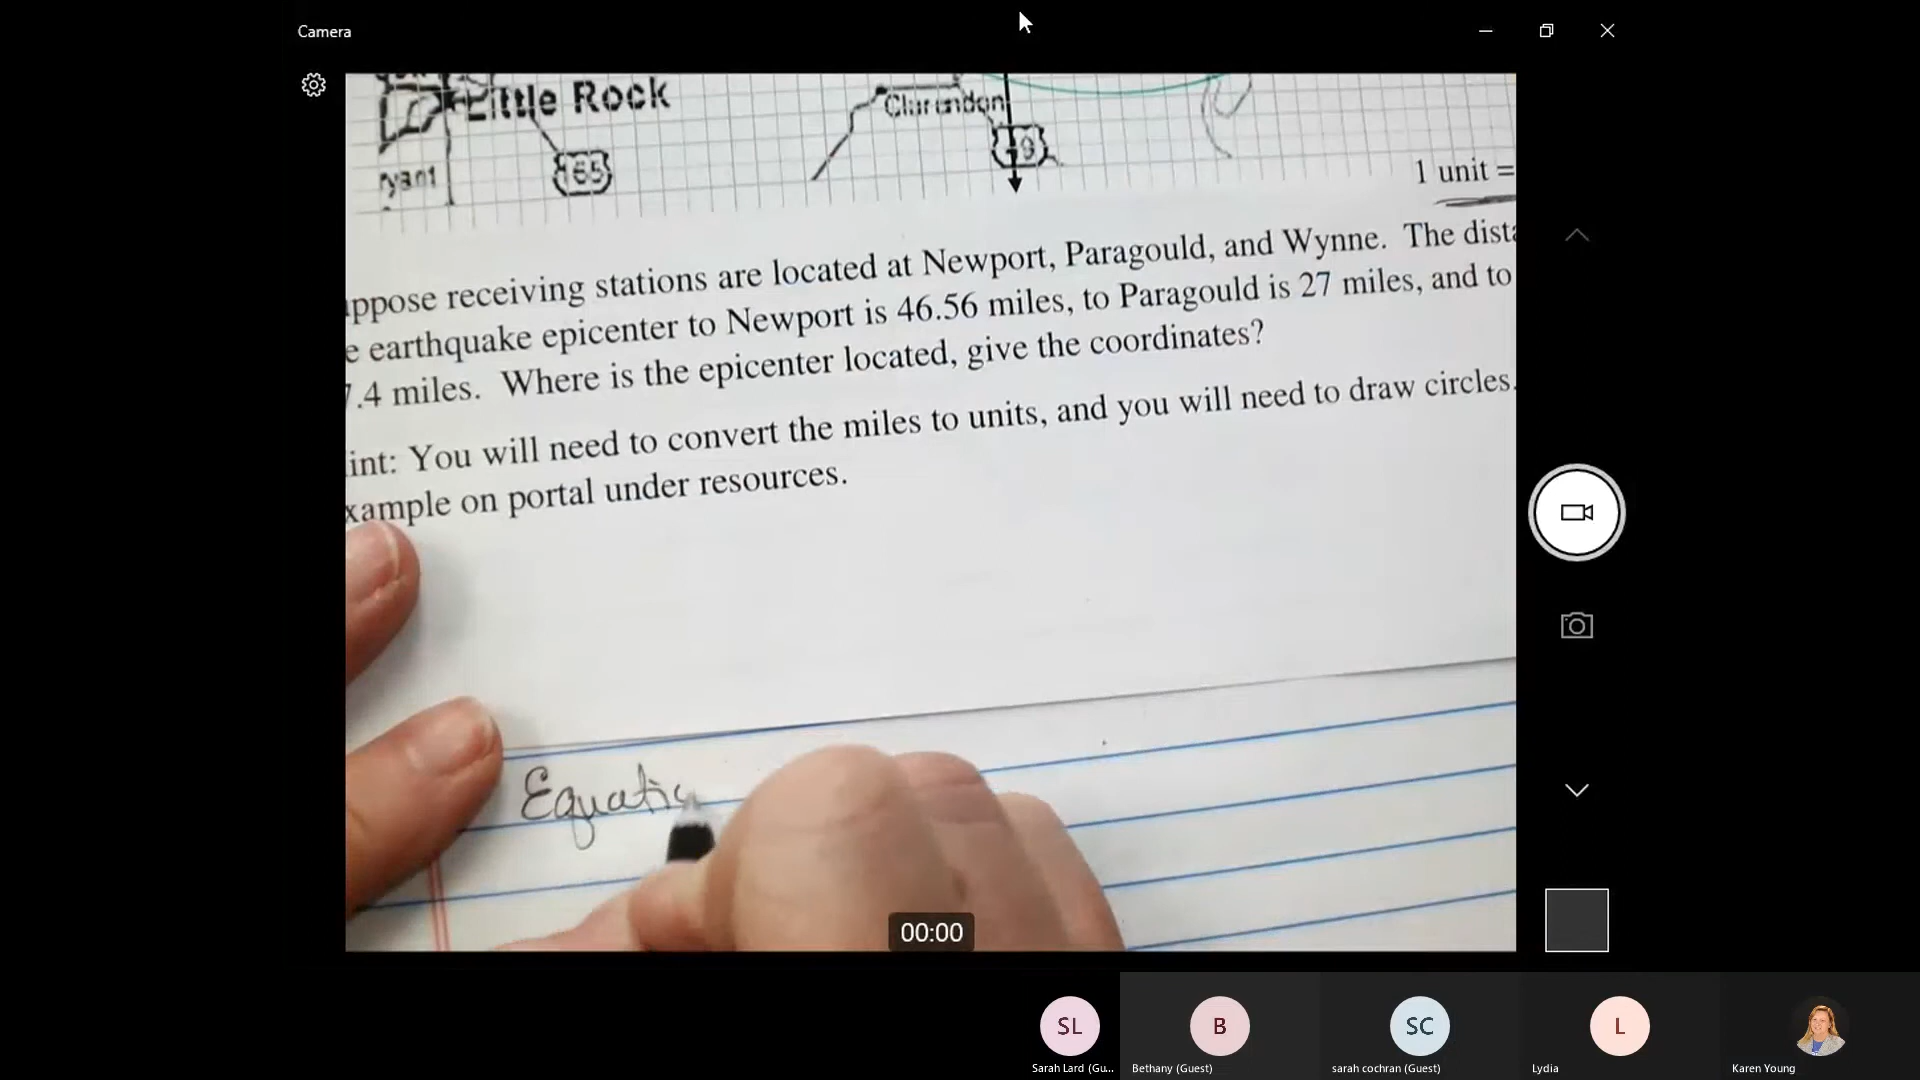 Camera
Little Rock
Clarendon
65
yant
1 unit =
ppose receiving stations are located at Newport, Paragould, and Wynne. The dista
e earthquake epicenter to Newport is 46.56 miles, to Paragould is 27 miles, and to
7.4 miles. Where is the epicenter located, give the coordinates?
int: You will need to convert the miles to units, and you will need to draw circles.
xample on portal under resources.
Equatio
00:00
SL
B
SC
L
Sarah Lard (Gu...
Bethany (Guest)
sarah cochran (Guest)
Lydia
Karen Young